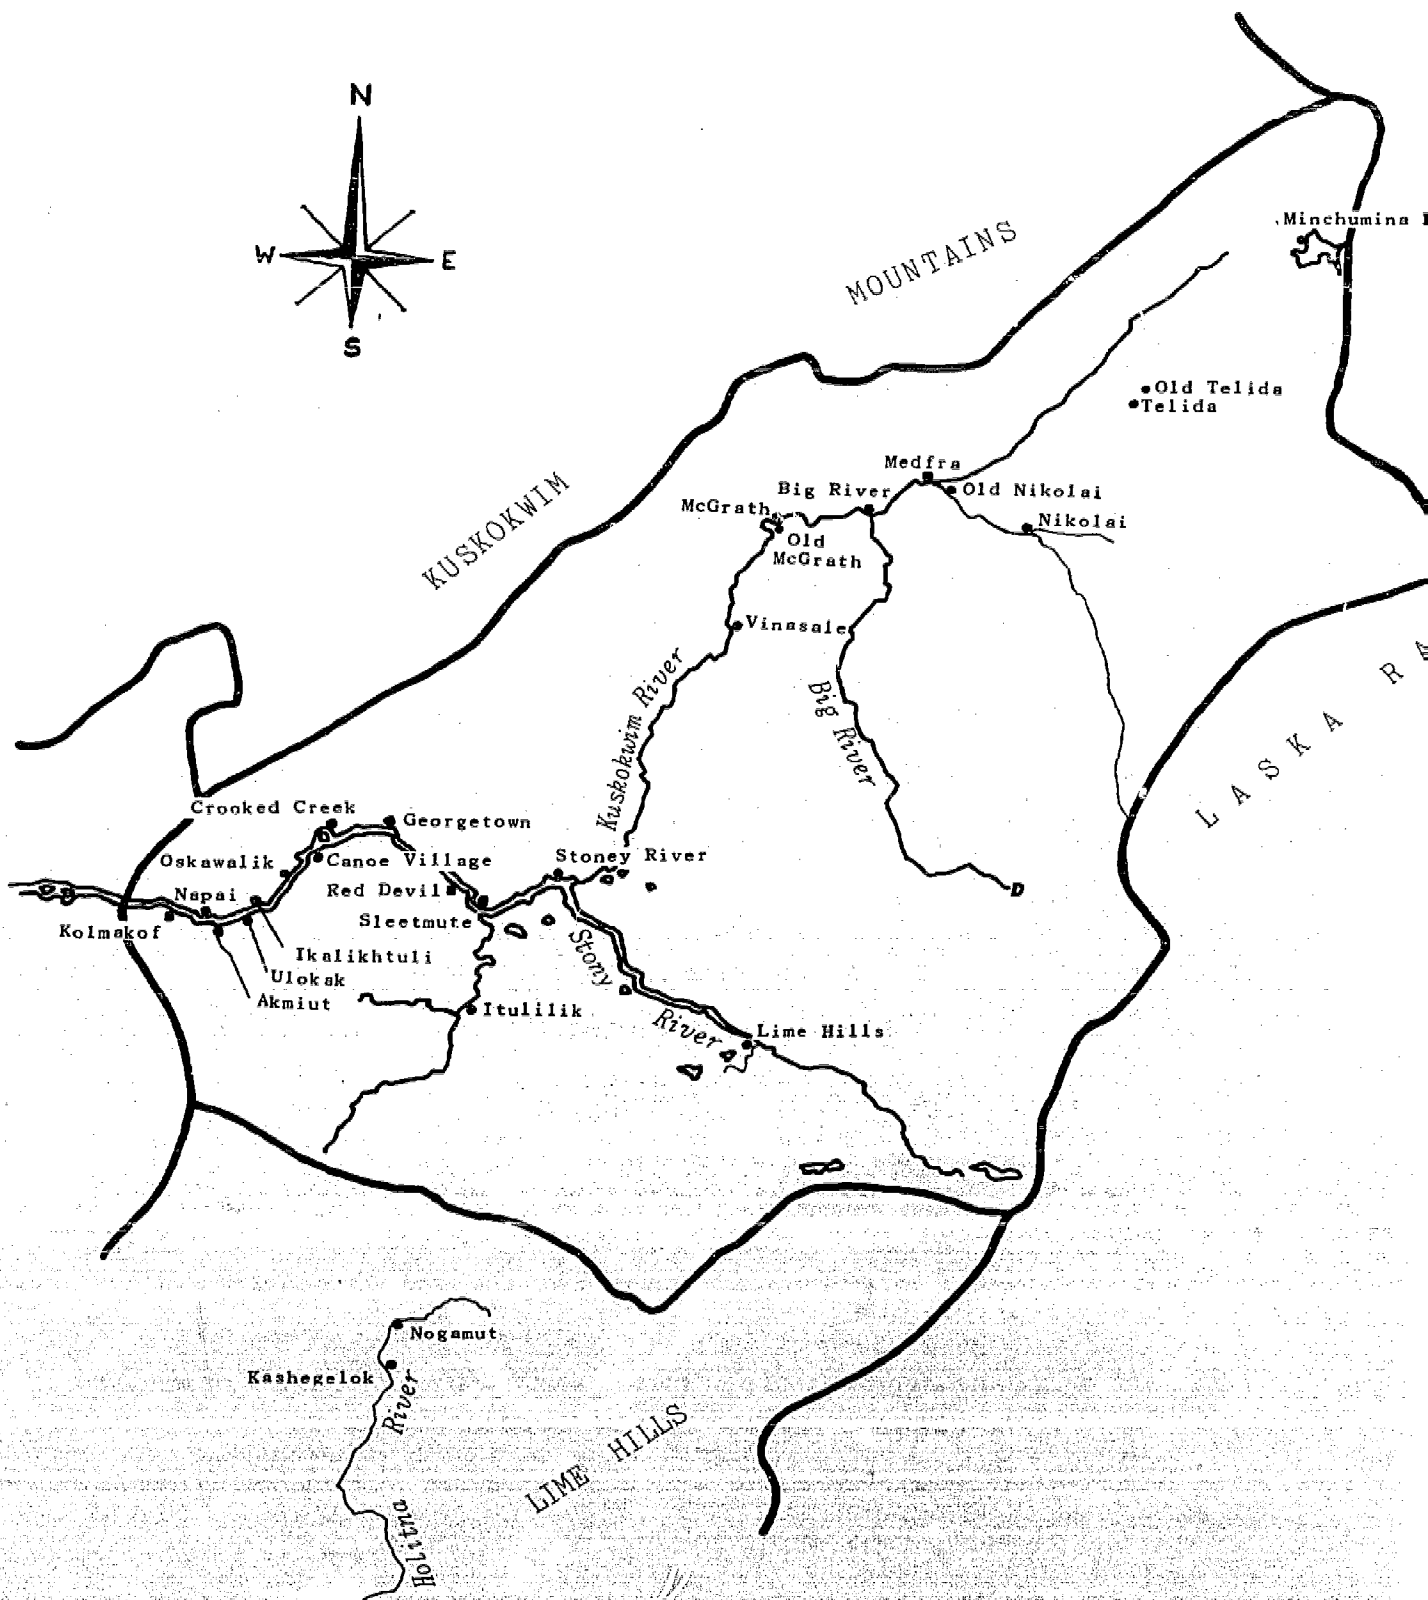 N
W
E
S
Minchumina
MOUNTAINS
Old Telida
Telida
Medfra
Big River
Old Nikolai
McGrath
Nikolai
Old
McGrath
KUSKOKWIM
Vinasale
Kuskokwim River
Big River
LASKA RA
Crooked Creek
Georgetown
Oskawalik
Canoe Village
Stoney River
Napai
Red Devil
Sleetmute
Kolmakof
Ikalikhtuli
Ulokak
Akmiut
Stony
River
Itulilik
Lime Hills
D
Nogamut
Kashegelok
River
Holitna
LIME HILLS